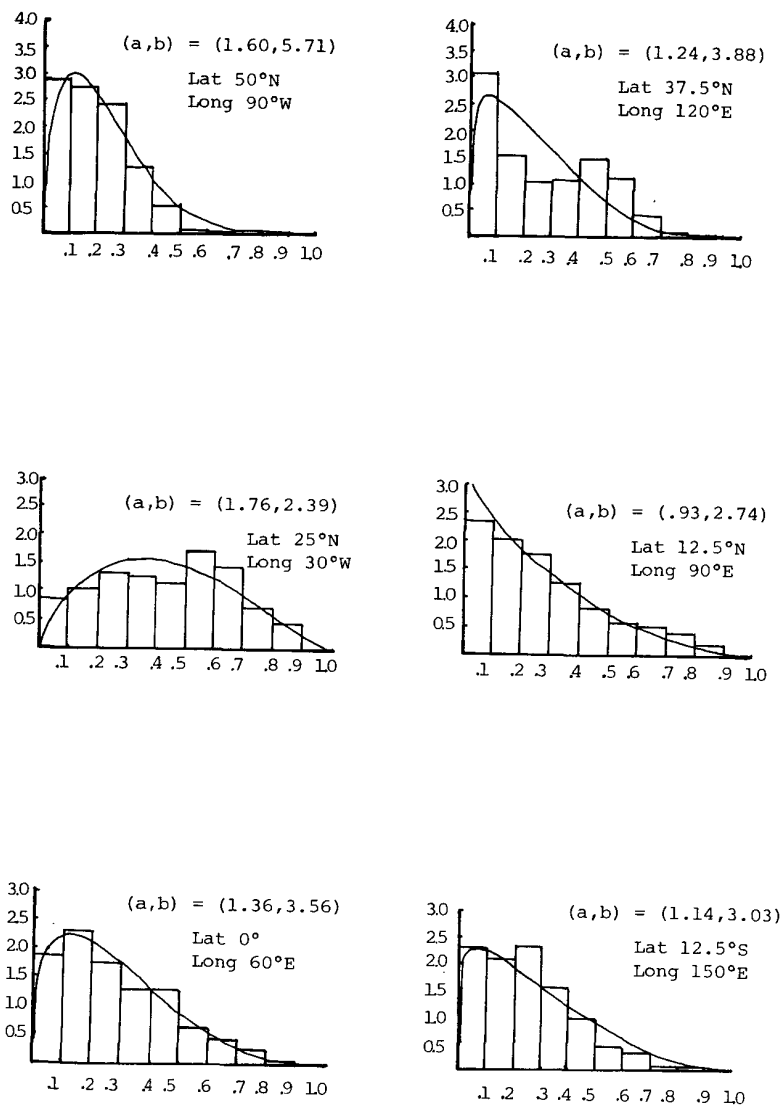 4.0
3.5
3.0
2.5
2.0
1.5
1.0
0.5
(a,b) = (1.60,5.71)
Lat 50°N
Long 90°W
.1 .2 .3 .4 .5 .6 .7 .8 .9 1.0
4.0
3.5
3.0
2.5
2.0
1.5
1.0
0.5
(a,b) = (1.24,3.88)
Lat 37.5°N
Long 120°E
.1 .2 .3 .4 .5 .6 .7 .8 .9 1.0
3.0
2.5
2.0
1.5
1.0
0.5
(a,b) = (1.76,2.39)
Lat 25°N
Long 30°W
.1 .2 .3 .4 .5 .6 .7 .8 .9 1.0
3.0
2.5
2.0
1.5
1.0
0.5
(a,b) = (.93,2.74)
Lat 12.5°N
Long 90°E
.1 .2 .3 .4 .5 .6 .7 .8 .9 1.0
3.0
2.5
2.0
1.5
1.0
0.5
(a,b) = (1.36,3.56)
Lat 0°
Long 60°E
.1 .2 .3 .4 .5 .6 .7 .8 .9 1.0
3.0
2.5
2.0
1.5
1.0
0.5
(a,b) = (1.14,3.03)
Lat 12.5°S
Long 150°E
.1 .2 .3 .4 .5 .6 .7 .8 .9 1.0